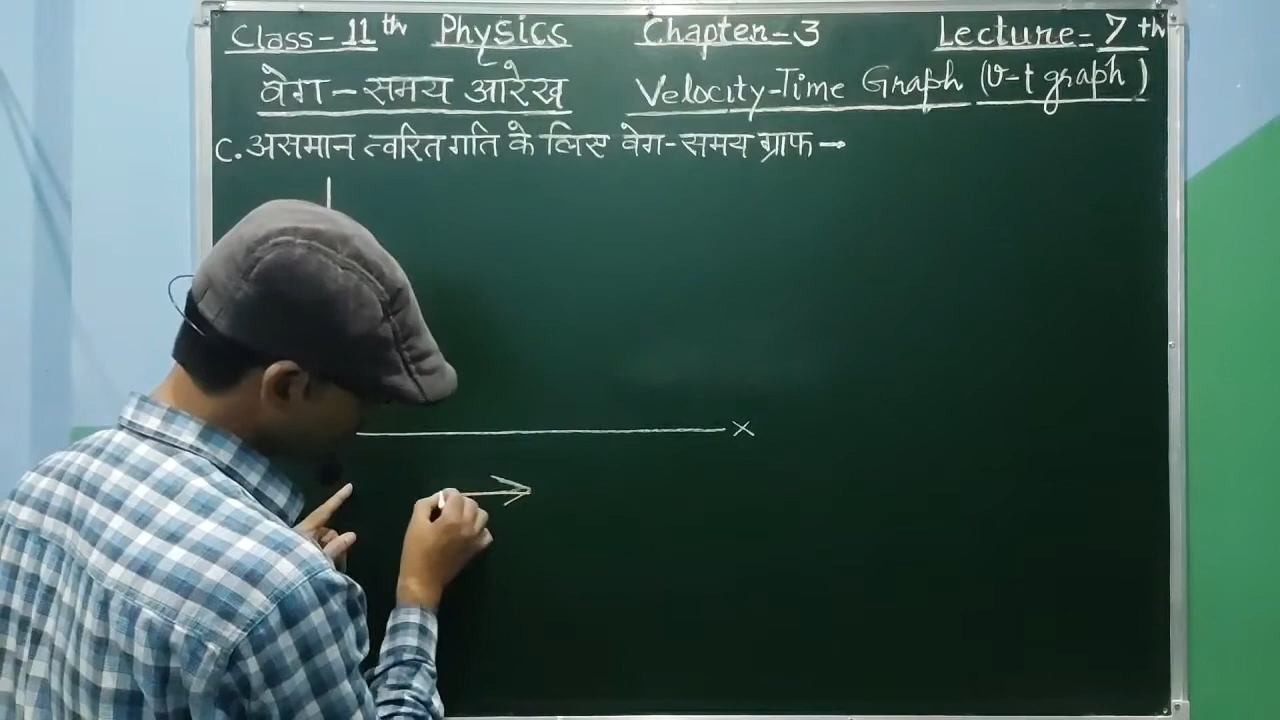 Class-11th Physics Chapter-3 Lecture-7th
वेग-समय आरेख Velocity-Time Graph (v-t graph)
C. असमान त्वरित गति के लिए वेग-समय ग्राफ→
X